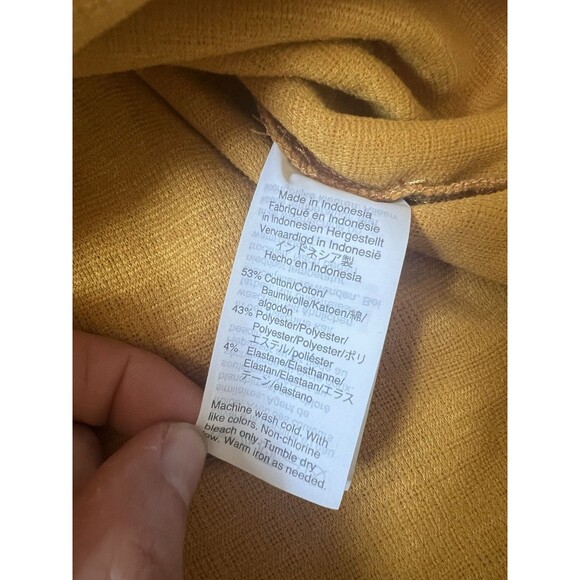 Made in Indonesia
Fabriqué en Indonésie
in Indonesien Hergestellt
Vervaardigd in Indonesië
インドネシア製
Hecho en Indonesia
53% Cotton/Coton/
Baumwolle/Katoen/綿/
algodón
43% Polyester/Polyester/
Polyester/Polyester/ポリ
エステル/poliéster
4% Elastane/Elasthanne/
Elastan/Elastaan/エラス
テーン/elastano
Machine wash cold. With
like colors. Non-chlorine
bleach only. Tumble dry
low. Warm iron as needed.